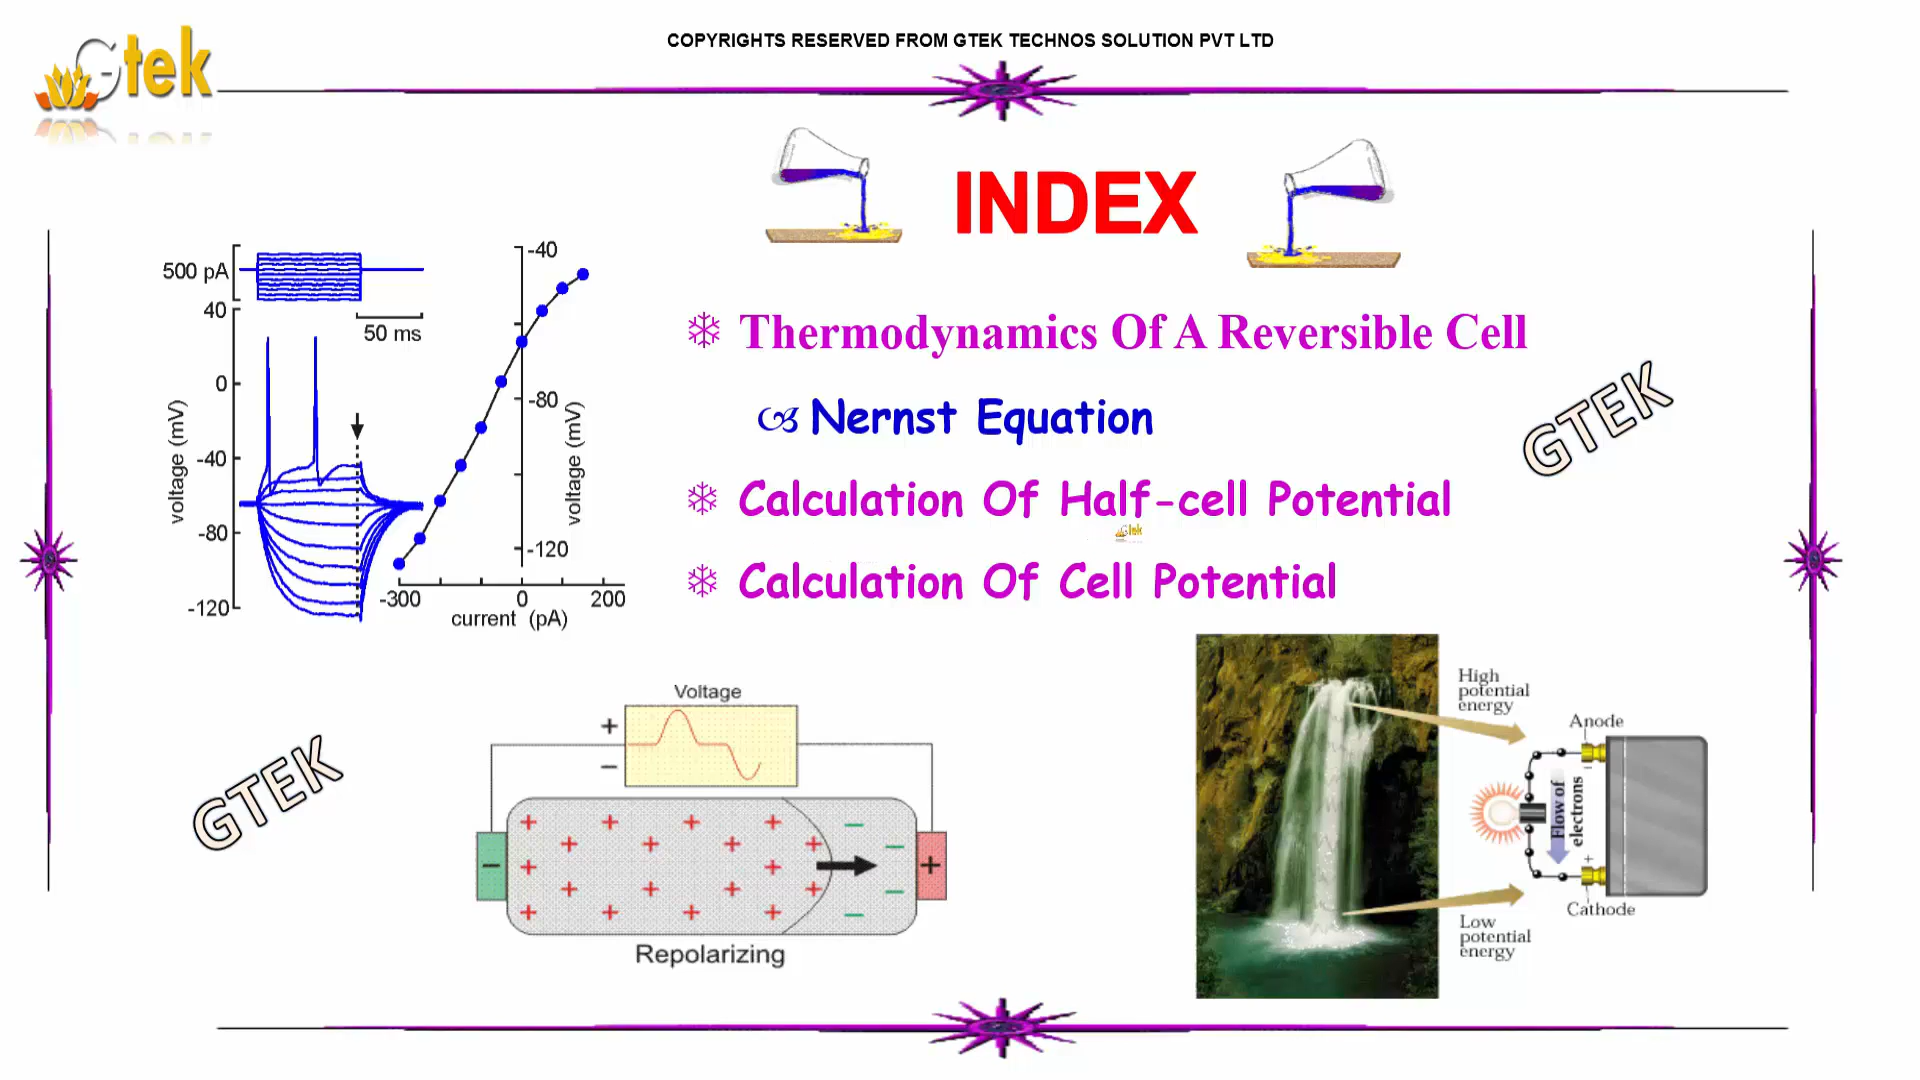 Gtek
COPYRIGHTS RESERVED FROM GTEK TECHNOS SOLUTION PVT LTD
INDEX
Thermodynamics Of A Reversible Cell
Nernst Equation
Calculation Of Half-cell Potential
Gtek
Calculation Of Cell Potential
500 pA
50 ms
40
0
-40
-80
-120
voltage (mV)
-40
-80
-120
voltage (mV)
-300
0
200
current (pA)
GTEK
GTEK
Voltage
+
−
−
+
Repolarizing
High
potential
energy
Anode
−
Flow of
electrons
+
Cathode
Low
potential
energy